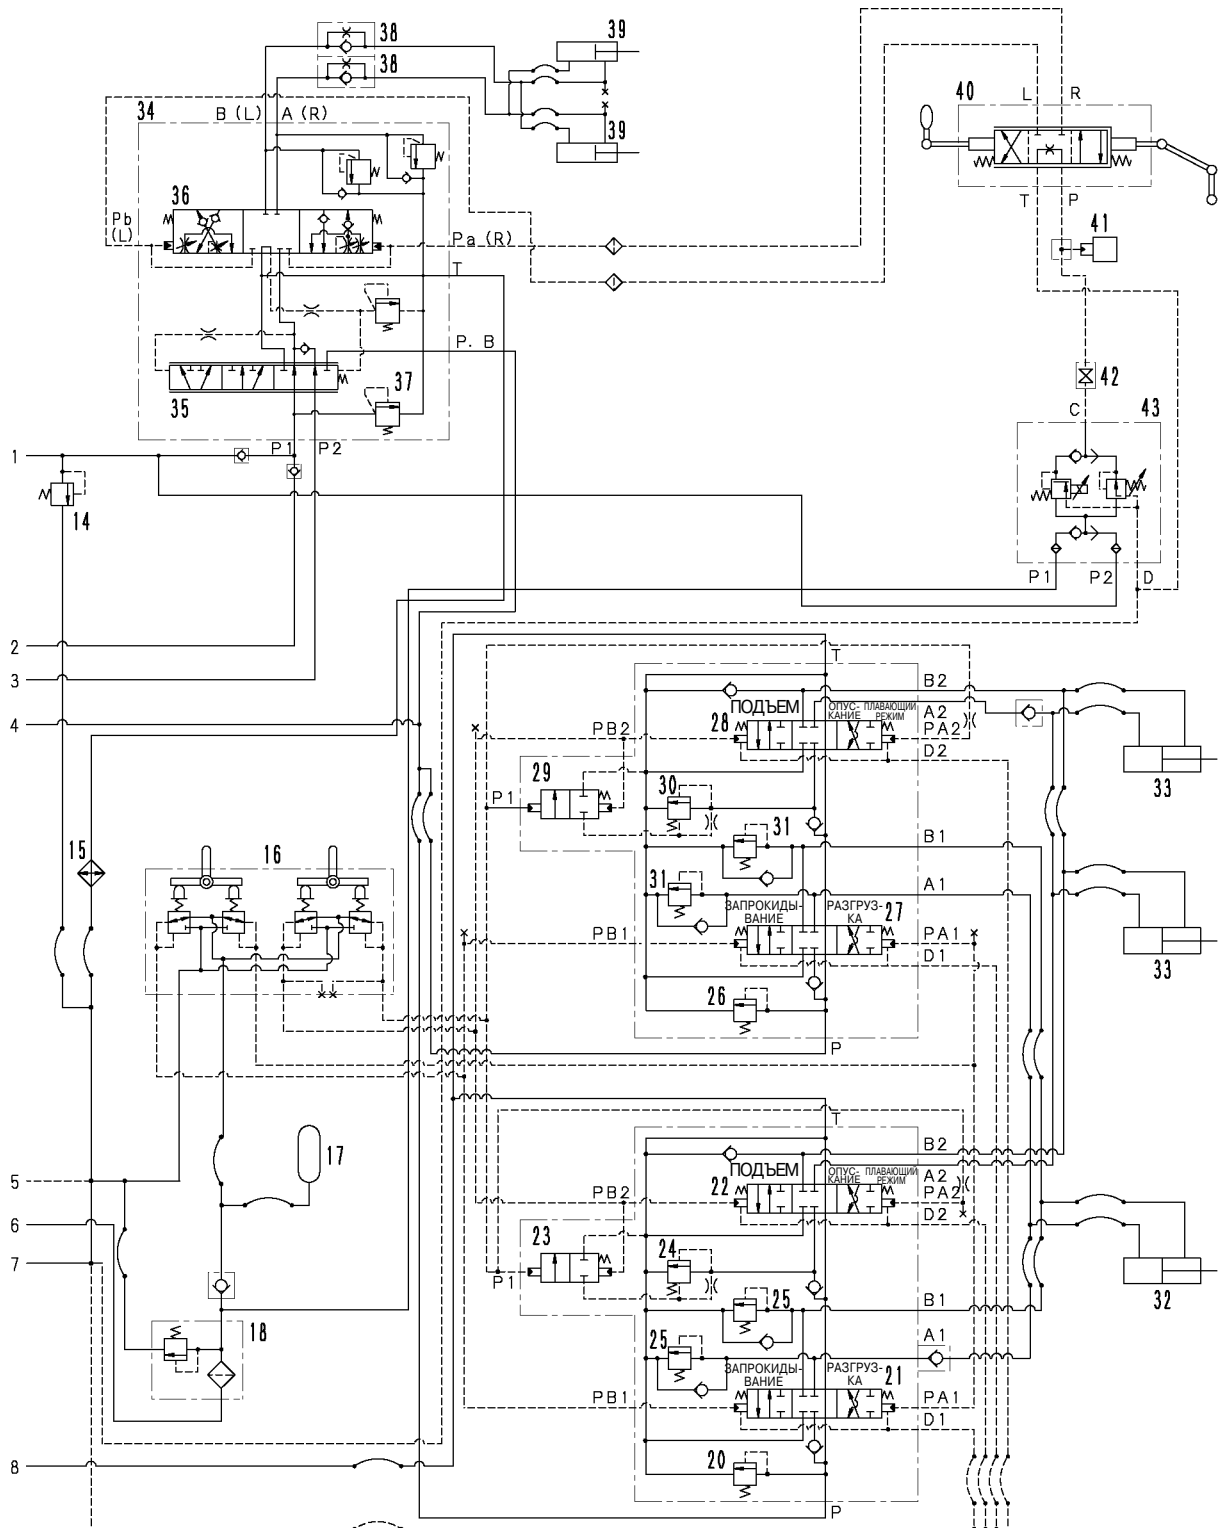 38
39
38
40
L
R
34
B (L)
A (R)
39
36
T
P
Pb
(L)
Pa (R)
41
T
P. B
37
42
35
C
43
P1
P2
1
14
P1
P2
D
2
T
3
B2
ПОДЪЕМ
ОПУС-
КАНИЕ
ПЛАВАЮЩИЙ
РЕЖИМ
A2
4
PB2
28
PA2
D2
29
30
33
P1
31
B1
15
16
31
A1
ЗАПРОКИДЫ-
ВАНИЕ
РАЗГРУЗ-
КА
27
PB1
PA1
D1
33
26
P
T
17
B2
ПОДЪЕМ
ОПУС-
КАНИЕ
ПЛАВАЮЩИЙ
РЕЖИМ
A2
5
PB2
22
PA2
6
D2
23
24
7
P1
32
25
B1
18
25
A1
ЗАПРОКИДЫ-
ВАНИЕ
РАЗГРУЗ-
КА
21
PB1
PA1
D1
8
20
P